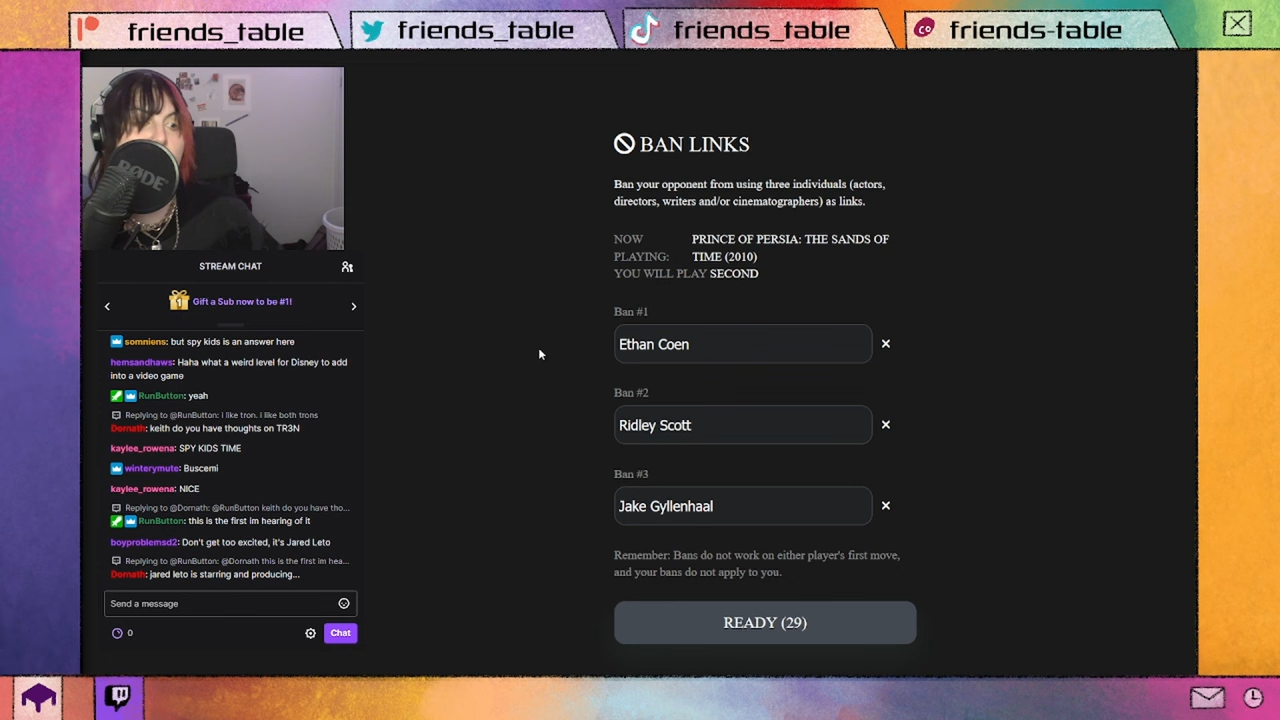 friends_table
friends_table
friends_table
co
friends-table
RØDE
STREAM CHAT
1
Gift a Sub now to be #1!
somniens: but spy kids is an answer here
hemsandhaws: Haha what a weird level for Disney to add
into a video game
RunButton: yeah
Replying to @RunButton: i like tron. i like both trons
Dornath: keith do you have thoughts on TR3N
kaylee_rowena: SPY KIDS TIME
winterymute: Buscemi
kaylee_rowena: NICE
Replying to @Dornath: @RunButton keith do you have tho...
RunButton: this is the first im hearing of it
boyproblemsd2: Don't get too excited, it's Jared Leto
Replying to @RunButton: @Dornath this is the first im hea...
Dornath: jared leto is starring and producing...
Send a message
0
Chat
BAN LINKS
Ban your opponent from using three individuals (actors,
directors, writers and/or cinematographers) as links.
NOW PLAYING: PRINCE OF PERSIA: THE SANDS OF
TIME (2010)
YOU WILL PLAY SECOND
Ban #1
Ethan Coen
Ban #2
Ridley Scott
Ban #3
Jake Gyllenhaal
Remember: Bans do not work on either player's first move,
and your bans do not apply to you.
READY (29)